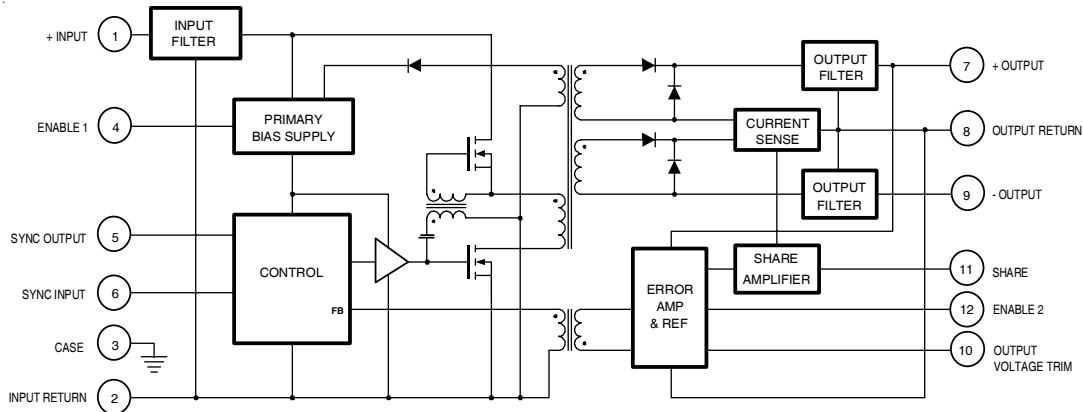 + INPUT
1
INPUT
FILTER
OUTPUT
FILTER
7
+ OUTPUT
ENABLE 1
4
PRIMARY
BIAS SUPPLY
CURRENT
SENSE
8
OUTPUT RETURN
OUTPUT
FILTER
9
- OUTPUT
SYNC OUTPUT
5
CONTROL
SYNC INPUT
6
FB
ERROR
AMP
& REF
SHARE
AMPLIFIER
11
SHARE
12
ENABLE 2
CASE
3
10
OUTPUT
VOLTAGE TRIM
INPUT RETURN
2